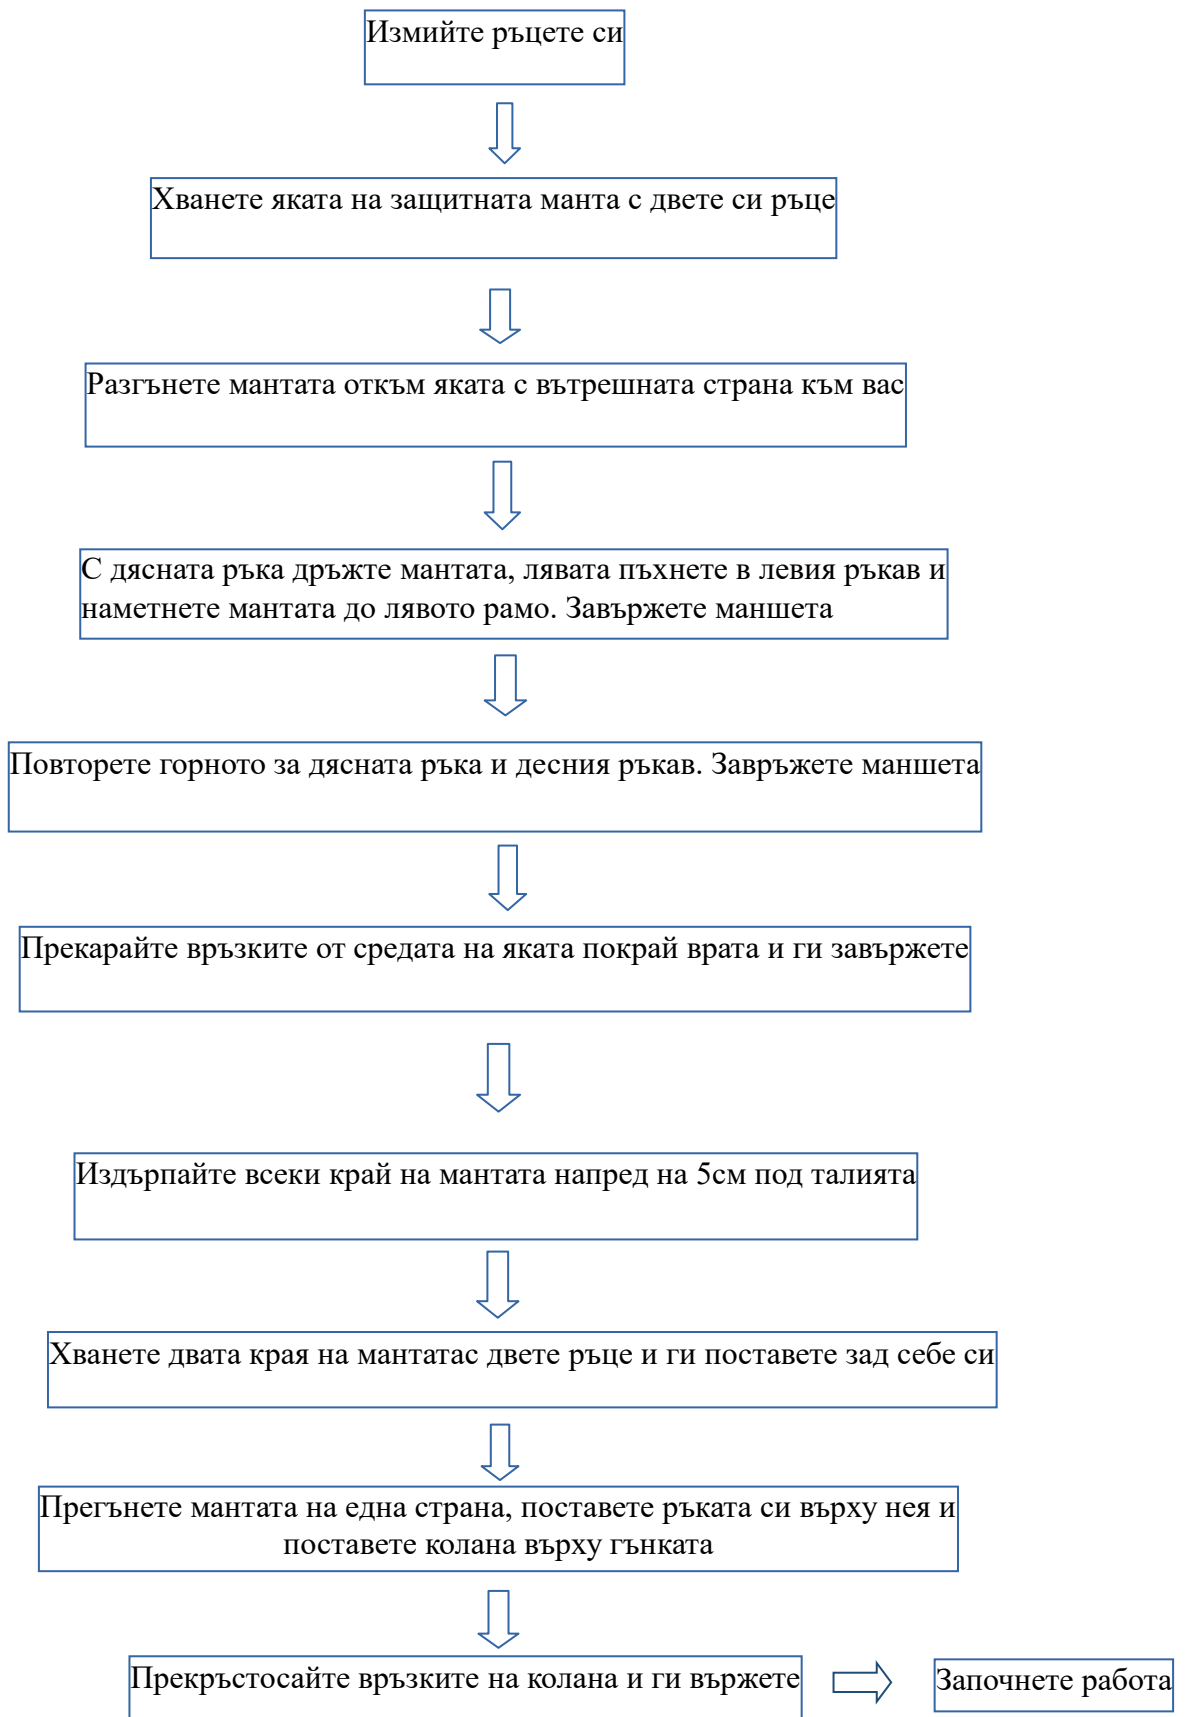 Измийте ръцете си
Хванете яката на защитната манта с двете си ръце
Разгънете мантата откъм яката с вътрешната страна към вас
С дясната ръка дръжте мантата, лявата пъхнете в левия ръкав и
наметнете мантата до лявото рамо. Завържете маншета
Повторете горното за дясната ръка и десния ръкав. Завръжете маншета
Прекарайте връзките от средата на яката покрай врата и ги завържете
Издърпайте всеки край на мантата напред на 5см под талията
Хванете двата края на мантатас двете ръце и ги поставете зад себе си
Прегънете мантата на една страна, поставете ръката си върху нея и
поставете колана върху гънката
Прекръстосайте връзките на колана и ги вържете
Започнете работа